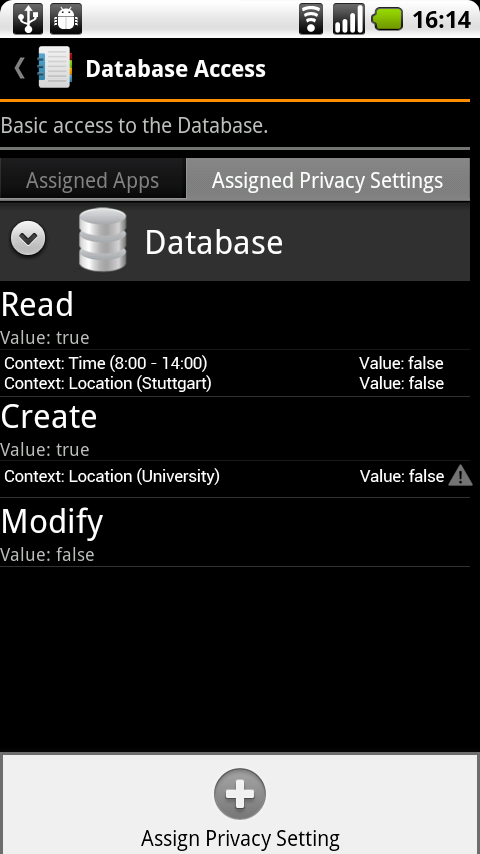 16:14
Database Access
Basic access to the Database.
Assigned Apps Assigned Privacy Settings
Database
Read
Value: true
Context: Time (8:00 - 14:00) Value: false
Context: Location (Stuttgart) Value: false
Create
Value: true
Context: Location (University) Value: false
Modify
Value: false
Assign Privacy Setting